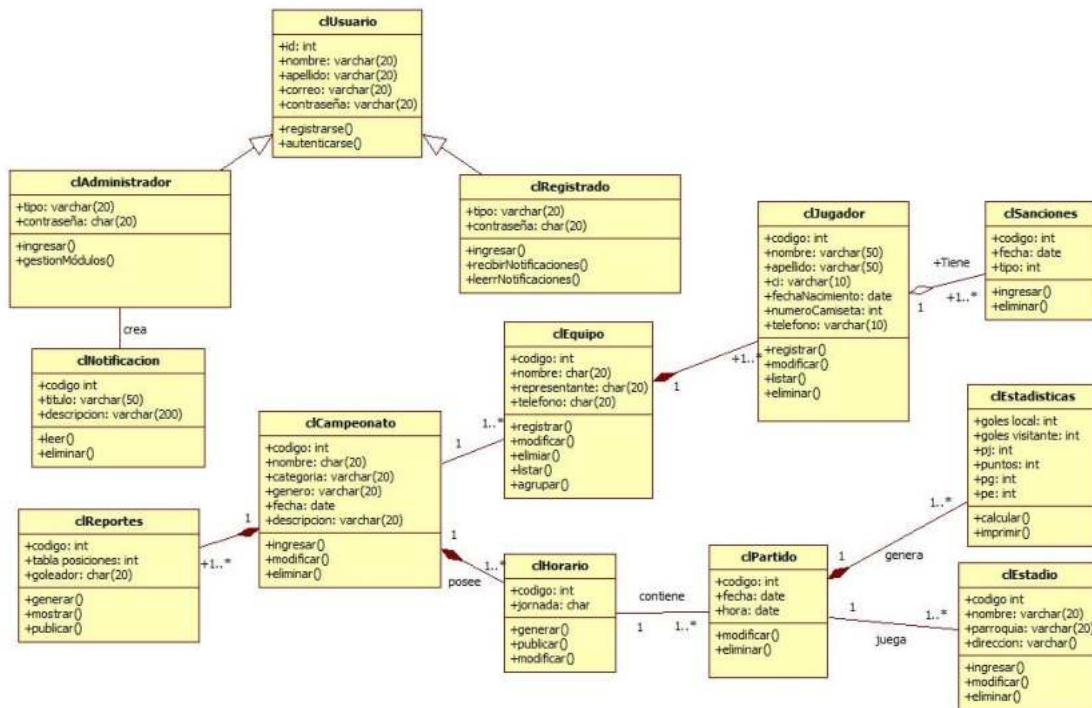 clUsuario
+id: int
+nombre: varchar(20)
+apellido: varchar(20)
+correo: varchar(20)
+contraseña: varchar(20)
+registrarse()
+autenticarse()
clAdministrador
+tipo: varchar(20)
+contraseña: char(20)
+ingresar()
+gestionMódulos()
clRegistrado
+tipo: varchar(20)
+contraseña: char(20)
+ingresar()
+recibirNotificaciones()
+leerrNotificaciones()
clJugador
+codigo: int
+nombre: varchar(50)
+apellido: varchar(50)
+ci: varchar(10)
+fechaNacimiento: date
+numeroCamiseta: int
+telefono: varchar(10)
+registrar()
+modificar()
+listar()
+eliminar()
+Tiene
1
+1..*
clSanciones
+codigo: int
+fecha: date
+tipo: int
+ingresar()
+eliminar()
crea
clNotificacion
+codigo int
+titulo: varchar(50)
+descripcion: varchar(200)
+leer()
+eliminar()
clEquipo
+codigo: int
+nombre: char(20)
+representante: char(20)
+telefono: char(20)
+registrar()
+modificar()
+elimiar()
+listar()
+agrupar()
1
+1..*
clCampeonato
+codigo: int
+nombre: char(20)
+categoria: varchar(20)
+genero: varchar(20)
+fecha: date
+descripcion: varchar(20)
+ingresar()
+modificar()
+eliminar()
1
1..*
clEstadisticas
+goles local: int
+goles visitante: int
+pj: int
+puntos: int
+pg: int
+pe: int
+calcular()
+imprimir()
clReportes
+codigo: int
+tabla posiciones: int
+goleador: char(20)
+generar()
+mostrar()
+publicar()
1
+1..*
1
1..*
posee
clHorario
+codigo: int
+jornada: char
+generar()
+publicar()
+modificar()
contiene
1
1..*
clPartido
+codigo: int
+fecha: date
+hora: date
+modificar()
+eliminar()
1
1..*
genera
1
1..*
juega
clEstadio
+codigo int
+nombre: varchar(20)
+parroquia: varchar(20)
+direccion: varchar()
+ingresar()
+modificar()
+eliminar()